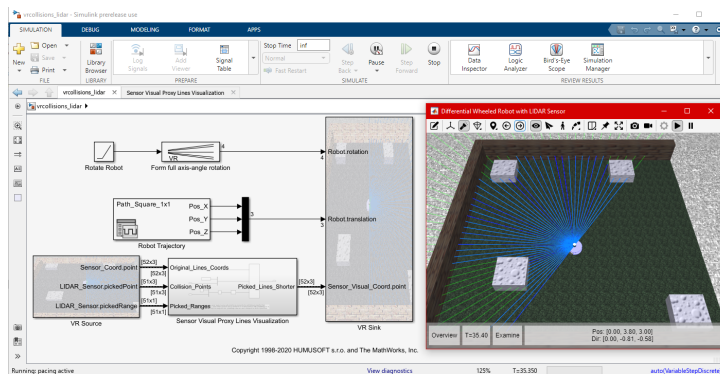 vrcollisions_lidar - Simulink prerelease use
SIMULATION DEBUG MODELING FORMAT APPS
New
Open
Save
Print
FILE
Library Browser
LIBRARY
Log Signals
Add Viewer
Signal Table
PREPARE
Stop Time inf
Normal
Fast Restart
Step Back
Pause
Step Forward
Stop
SIMULATE
Data Inspector
Logic Analyzer
Bird's-Eye Scope
Simulation Manager
REVIEW RESULTS
vrcollisions_lidar × Sensor Visual Proxy Lines Visualization ×
vrcollisions_lidar
Rotate Robot
VR
4
Form full axis-angle rotation
Robot.rotation
4
Path_Square_1x1
Pos_X
Pos_Y
Pos_Z
Robot Trajectory
3
Robot.translation
3
Sensor_Coord.point
[52x3]
[52x3]
Original_Lines_Coords
LIDAR_Sensor.pickedPoint
[51x3]
[51x3]
Collision_Points
Picked_Lines_Shorter
[52x3]
[52x3]
Sensor_Visual_Coord.point
LIDAR_Sensor.pickedRange
[51x1]
[51x1]
Picked_Ranges
VR Source
Sensor Visual Proxy Lines Visualization
VR Sink
Copyright 1998-2020 HUMUSOFT s.r.o. and The MathWorks, Inc.
Differential Wheeled Robot with LIDAR Sensor
Overview T=35.40 Examine
Pos: [0.00, 3.80, 3.00]
Dir: [0.00, -0.81, -0.58]
Running: pacing active View diagnostics 125% T=35.350 auto(VariableStepDiscrete